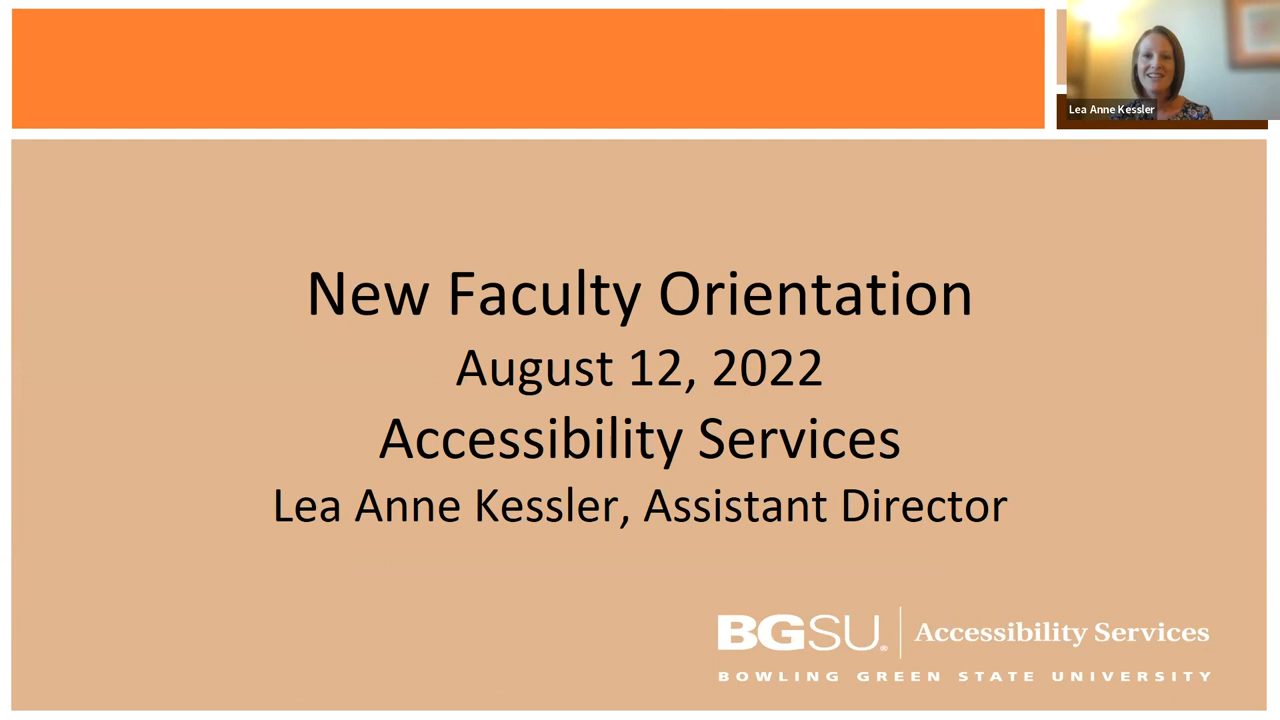 Lea Anne Kessler
New Faculty Orientation
August 12, 2022
Accessibility Services
Lea Anne Kessler, Assistant Director
BGSU® | Accessibility Services
BOWLING GREEN STATE UNIVERSITY